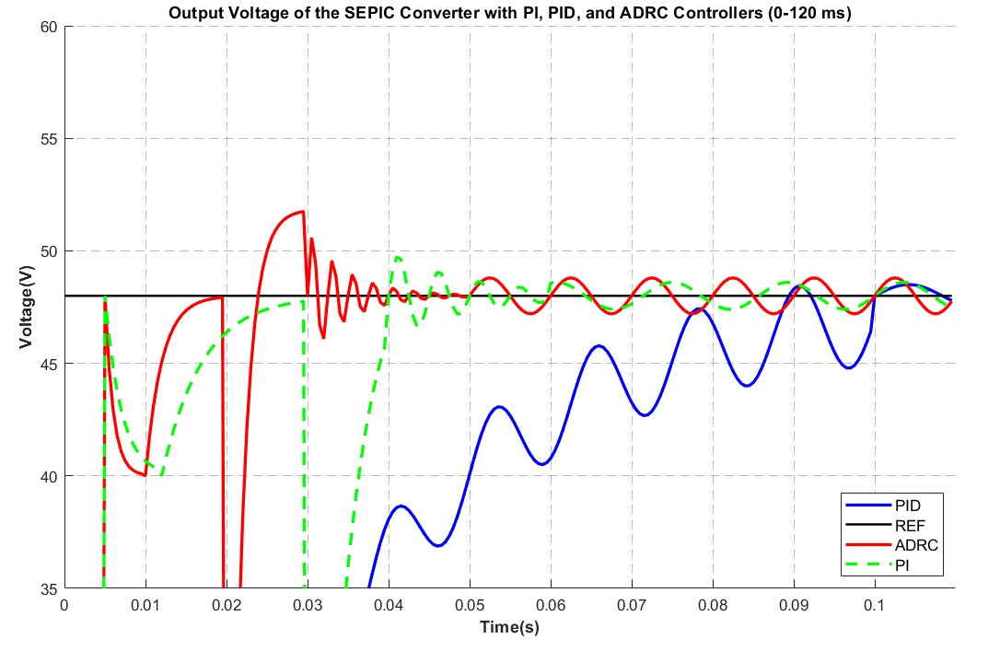 Output Voltage of the SEPIC Converter with PI, PID, and ADRC Controllers (0-120 ms)
60
55
50
45
40
35
Voltage(V)
0 0.01 0.02 0.03 0.04 0.05 0.06 0.07 0.08 0.09 0.1
Time(s)
PID
REF
ADRC
PI